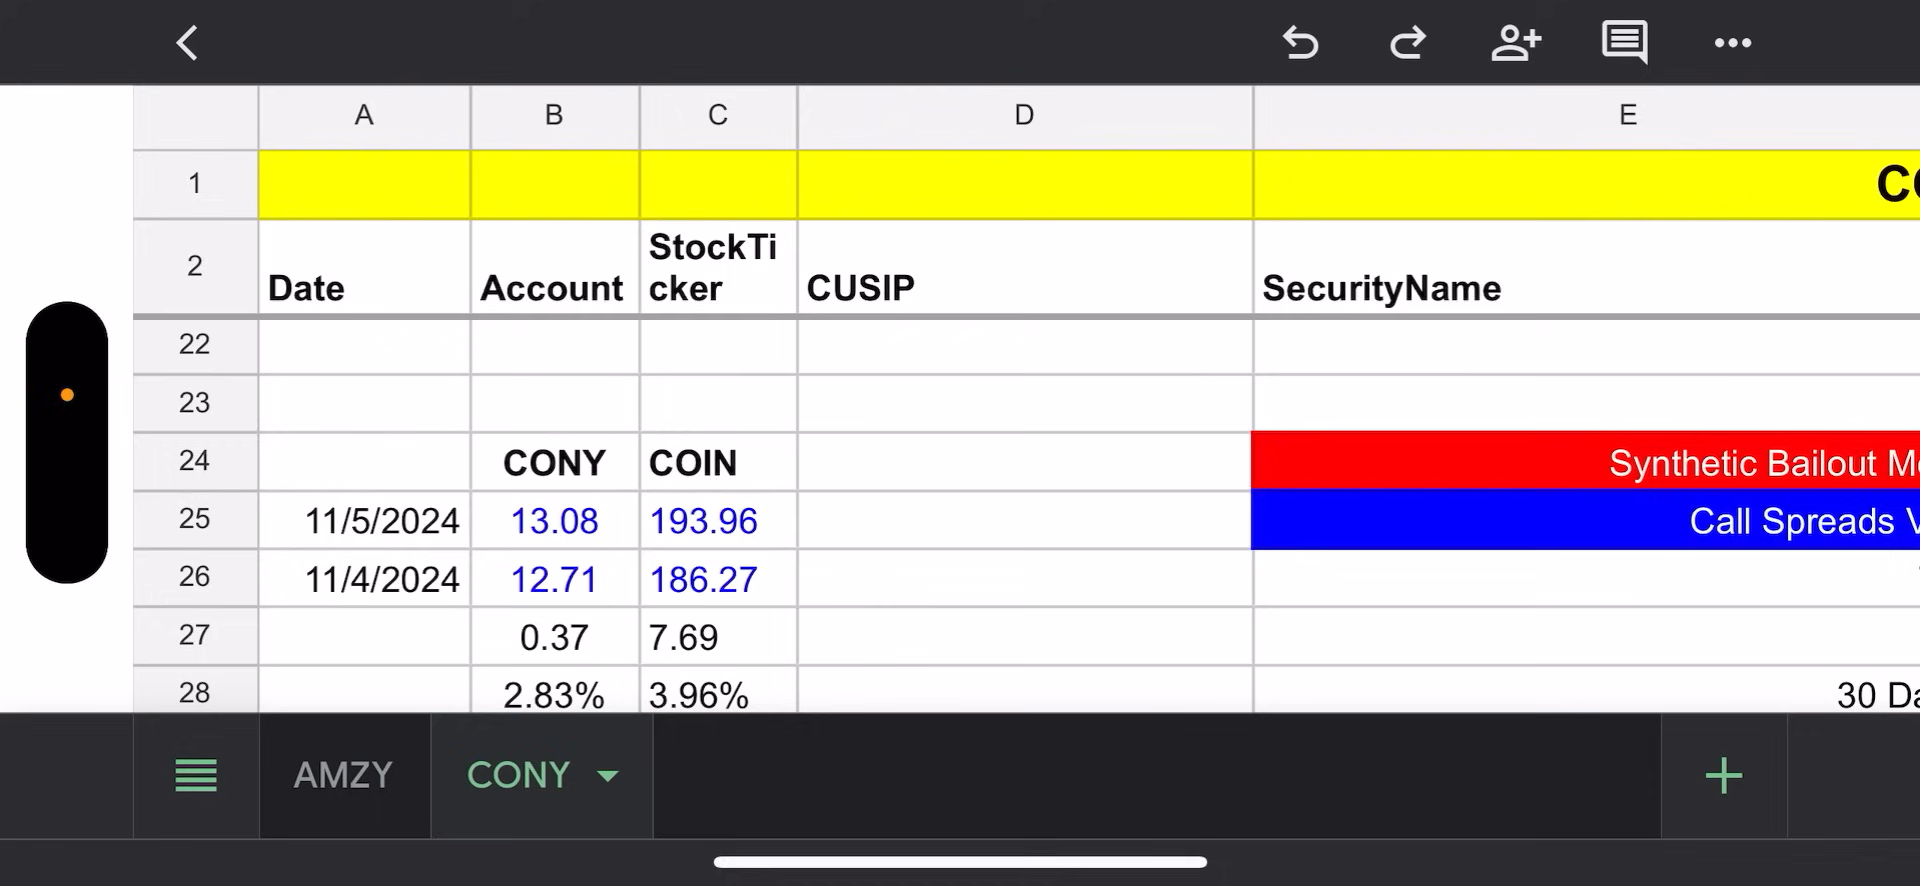 A B C D E
1 CO
2 Date Account StockTi
cker CUSIP SecurityName
22
23
24 CONY COIN Synthetic Bailout M
25 11/5/2024 13.08 193.96 Call Spreads V
26 11/4/2024 12.71 186.27
27 0.37 7.69
28 2.83% 3.96% 30 Da
AMZY CONY